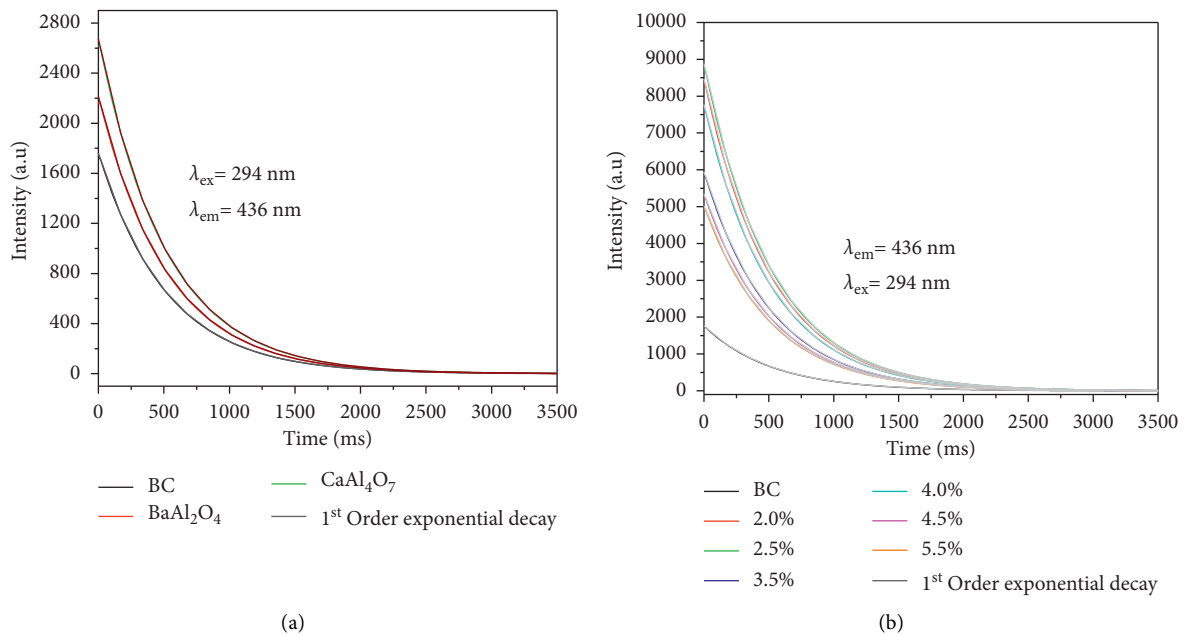 2800
2400
2000
1600
1200
800
400
0
Intensity (a.u)
λex= 294 nm
λem= 436 nm
0 500 1000 1500 2000 2500 3000 3500
Time (ms)
BC CaAl4O7
BaAl2O4 1st Order exponential decay
(a)
10000
9000
8000
7000
6000
5000
4000
3000
2000
1000
0
Intensity (a.u)
λem= 436 nm
λex= 294 nm
0 500 1000 1500 2000 2500 3000 3500
Time (ms)
BC 4.0%
2.0% 4.5%
2.5% 5.5%
3.5% 1st Order exponential decay
(b)